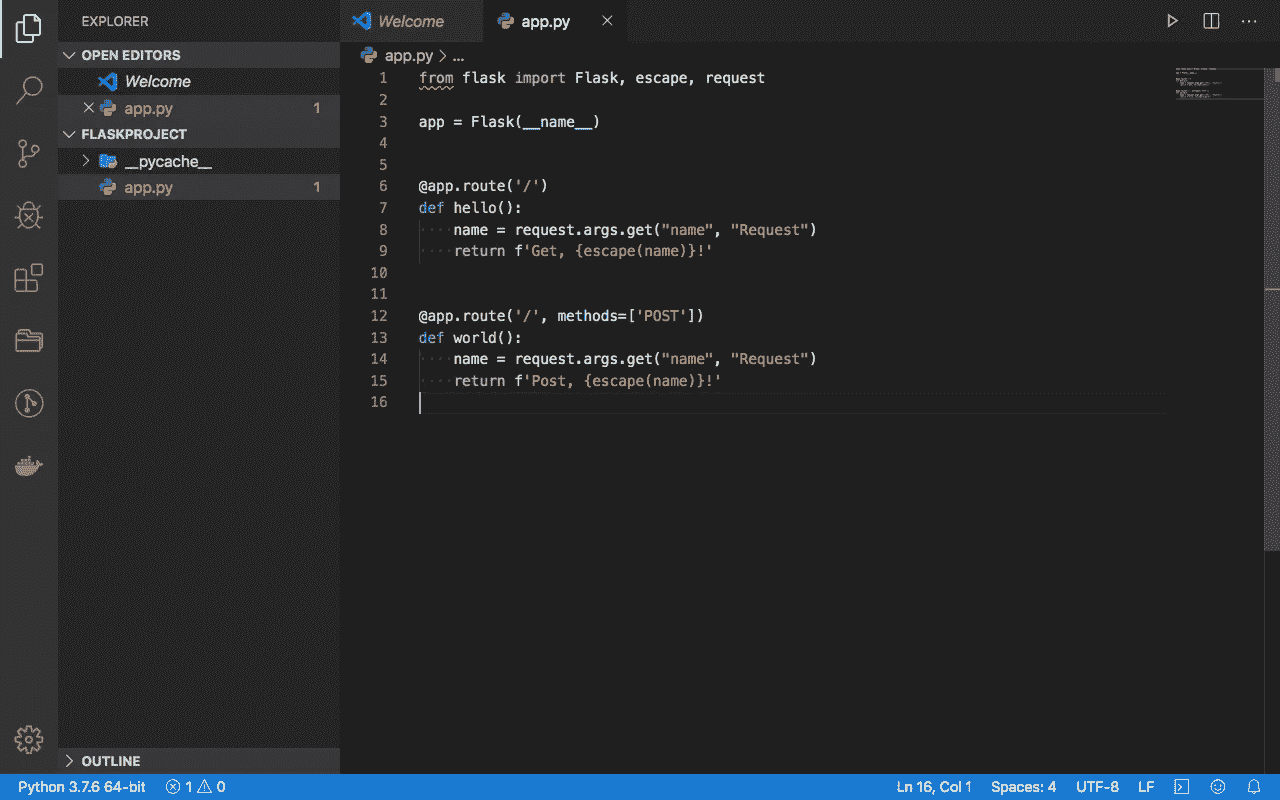 EXPLORER
OPEN EDITORS
Welcome
app.py 1
FLASKPROJECT
__pycache__
app.py 1
OUTLINE
Welcome
app.py
app.py > ...
1 from flask import Flask, escape, request
2
3 app = Flask(__name__)
4
5
6 @app.route('/')
7 def hello():
8 name = request.args.get("name", "Request")
9 return f'Get, {escape(name)}!'
10
11
12 @app.route('/', methods=['POST'])
13 def world():
14 name = request.args.get("name", "Request")
15 return f'Post, {escape(name)}!'
16
Python 3.7.6 64-bit 1 0 Ln 16, Col 1 Spaces: 4 UTF-8 LF